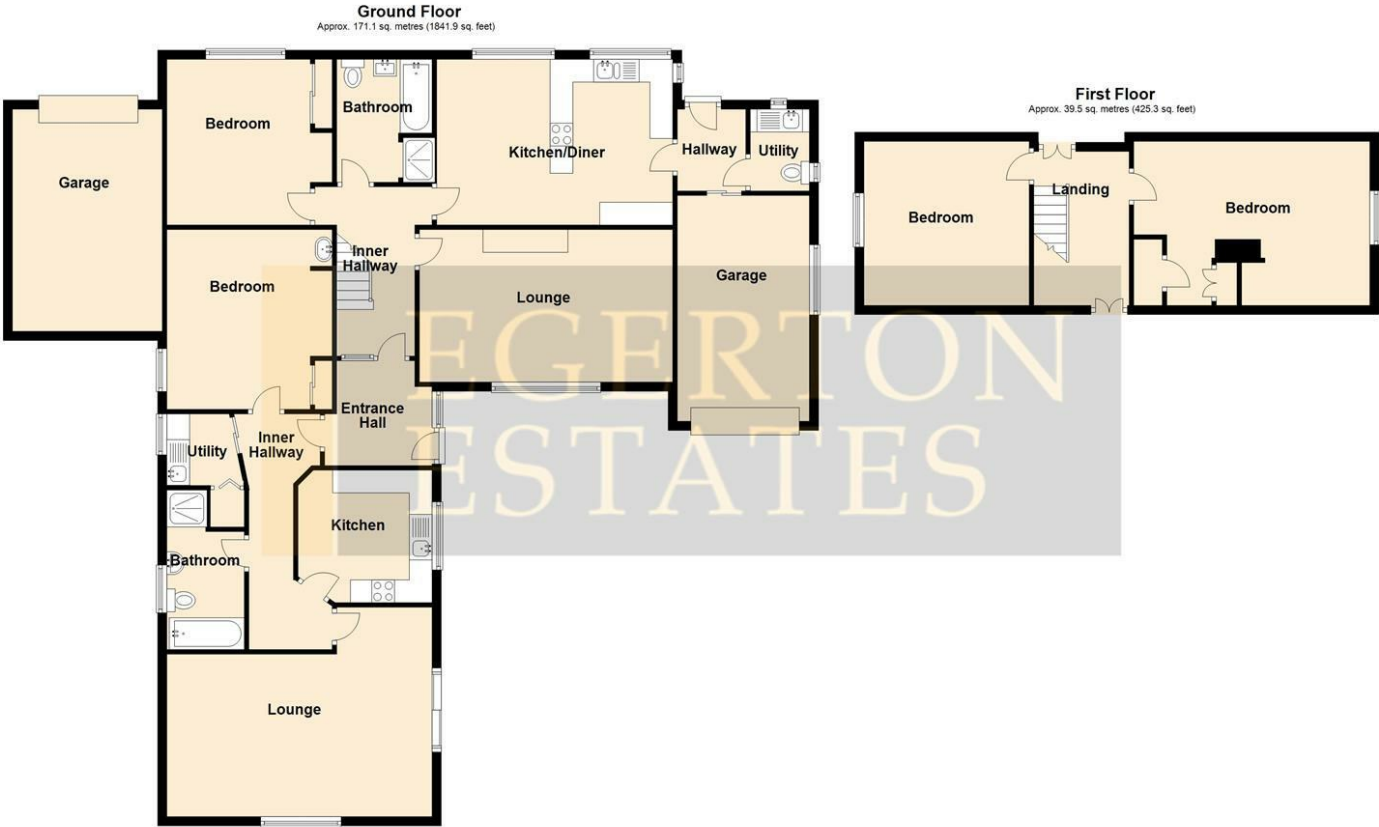 Ground Floor
Approx. 171.1 sq. metres (1841.9 sq. feet)
First Floor
Approx. 39.5 sq. metres (425.3 sq. feet)
Bathroom
Bedroom
Kitchen/Diner
Hallway
Utility
Garage
Landing
Bedroom
Bedroom
Inner
Hallway
Bedroom
Lounge
Garage
EGERTON
ESTATES
Entrance
Hall
Inner
Hallway
Utility
Kitchen
Bathroom
Lounge